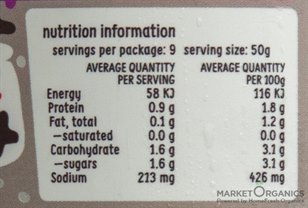 nutrition information
servings per package: 9 serving size: 50g
AVERAGE QUANTITY AVERAGE QUANTITY
PER SERVING PER 100g
Energy 58 KJ 116 KJ
Protein 0.9 g 1.8 g
Fat, total 0.1 g 1.2 g
–saturated 0.0 g 0.0 g
Carbohydrate 1.6 g 3.1 g
–sugars 1.6 g 3.1 g
Sodium 213 mg 426 mg
MARKET ORGANICS
Powered by HomeFresh Organics